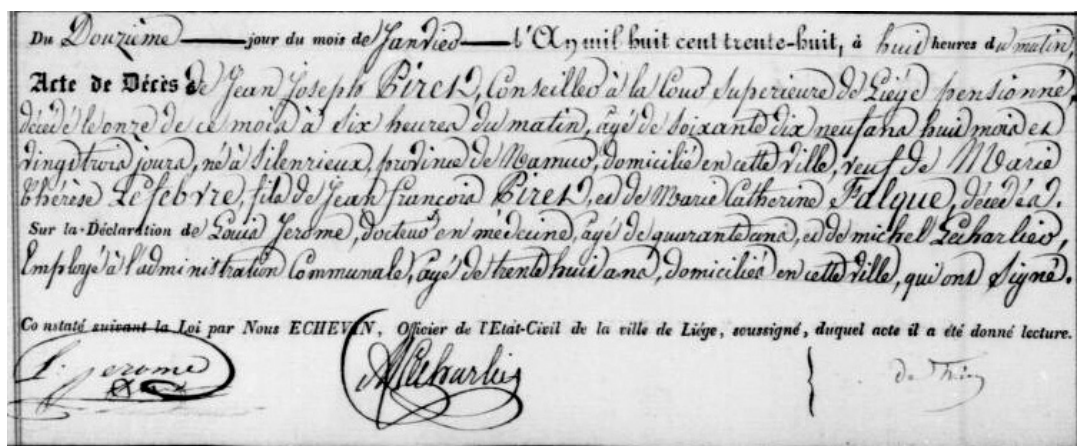 Du Douzième jour du mois de Janvier l'An mil huit cent trente-huit, à huit heures du matin,
Acte de Décès de Jean Joseph Piret, Conseiller à la Cour Superieure de Liége pensionné,
décédé le onze de ce mois à six heures du matin, agé de soixante dix neuf ans huit mois et
vingt trois jours, né à Silenrieux, province de Namur, domicilié en cette ville, veuf de Marie
Thérèse Lefebvre, fils de Jean François Piret, et de Marie Catherine Falque, décédés.
Sur la Déclaration de Louis Jerome, docteur en médecine, agé de quarante ans, et de michel Lecharlier,
Employé à l'administration Communale, agé de trente huit ans, domiciliés en cette Ville, qui ont Signé.
Constaté suivant la Loi par Nous ECHEVIN, Officier de l'Etat-Civil de la ville de Liége, soussigné, duquel acte il a été donné lecture.
L. Jerome
M Lecharlier